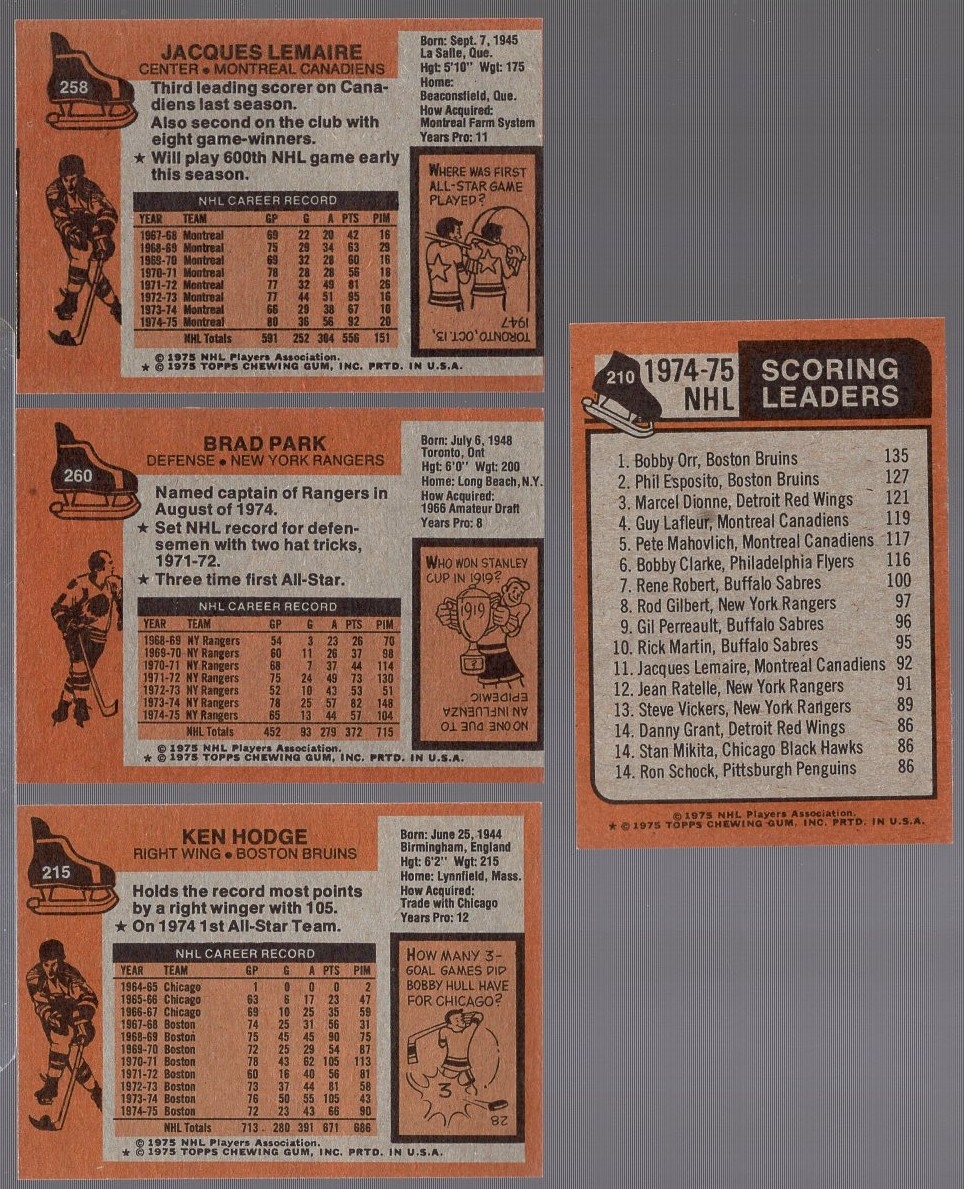 258
JACQUES LEMAIRE
CENTER • MONTREAL CANADIENS
Third leading scorer on Cana-
diens last season.
Also second on the club with
eight game-winners.
★ Will play 600th NHL game early
this season.
NHL CAREER RECORD
YEAR TEAM GP G A PTS PIM
1967-68 Montreal 69 22 20 42 16
1968-69 Montreal 75 29 34 63 29
1969-70 Montreal 69 32 28 60 16
1970-71 Montreal 78 28 28 56 18
1971-72 Montreal 77 32 49 81 26
1972-73 Montreal 77 44 51 95 16
1973-74 Montreal 66 29 38 67 10
1974-75 Montreal 80 36 56 92 20
NHL Totals 591 252 304 556 151
© 1975 NHL Players Association.
★ © 1975 TOPPS CHEWING GUM, INC. PRTD. IN U.S.A.
Born: Sept. 7, 1945
La Salle, Que.
Hgt: 5'10" Wgt: 175
Home:
Beaconsfield, Que.
How Acquired:
Montreal Farm System
Years Pro: 11
WHERE WAS FIRST
ALL-STAR GAME
PLAYED?
TORONTO, OCT. 13,
1947
260
BRAD PARK
DEFENSE • NEW YORK RANGERS
Named captain of Rangers in
August of 1974.
★ Set NHL record for defen-
semen with two hat tricks,
1971-72.
★ Three time first All-Star.
NHL CAREER RECORD
YEAR TEAM GP G A PTS PIM
1968-69 NY Rangers 54 3 23 26 70
1969-70 NY Rangers 60 11 26 37 98
1970-71 NY Rangers 68 7 37 44 114
1971-72 NY Rangers 75 24 49 73 130
1972-73 NY Rangers 52 10 43 53 51
1973-74 NY Rangers 78 25 57 82 148
1974-75 NY Rangers 65 13 44 57 104
NHL Totals 452 93 279 372 715
© 1975 NHL Players Association.
★ © 1975 TOPPS CHEWING GUM, INC. PRTD. IN U.S.A.
Born: July 6, 1948
Toronto, Ont
Hgt: 6'0" Wgt: 200
Home: Long Beach, N.Y.
How Acquired:
1966 Amateur Draft
Years Pro: 8
WHO WON STANLEY
CUP IN 1919?
1919
?
NO ONE DUE TO
AN INFLUENZA
EPIDEMIC
215
KEN HODGE
RIGHT WING • BOSTON BRUINS
Holds the record most points
by a right winger with 105.
★ On 1974 1st All-Star Team.
NHL CAREER RECORD
YEAR TEAM GP G A PTS PIM
1964-65 Chicago 1 0 0 0 2
1965-66 Chicago 63 6 17 23 47
1966-67 Chicago 69 10 25 35 59
1967-68 Boston 74 25 31 56 31
1968-69 Boston 75 45 45 90 75
1969-70 Boston 72 25 29 54 87
1970-71 Boston 78 43 62 105 113
1971-72 Boston 60 16 40 56 81
1972-73 Boston 73 37 44 81 58
1973-74 Boston 76 50 55 105 43
1974-75 Boston 72 23 43 66 90
NHL Totals 713 280 391 671 686
© 1975 NHL Players Association.
★ © 1975 TOPPS CHEWING GUM, INC. PRTD. IN U.S.A.
Born: June 25, 1944
Birmingham, England
Hgt: 6'2" Wgt: 215
Home: Lynnfield, Mass.
How Acquired:
Trade with Chicago
Years Pro: 12
HOW MANY 3-
GOAL GAMES DID
BOBBY HULL HAVE
FOR CHICAGO?
3
28
210
1974-75
NHL
SCORING
LEADERS
1. Bobby Orr, Boston Bruins 135
2. Phil Esposito, Boston Bruins 127
3. Marcel Dionne, Detroit Red Wings 121
4. Guy Lafleur, Montreal Canadiens 119
5. Pete Mahovlich, Montreal Canadiens 117
6. Bobby Clarke, Philadelphia Flyers 116
7. Rene Robert, Buffalo Sabres 100
8. Rod Gilbert, New York Rangers 97
9. Gil Perreault, Buffalo Sabres 96
10. Rick Martin, Buffalo Sabres 95
11. Jacques Lemaire, Montreal Canadiens 92
12. Jean Ratelle, New York Rangers 91
13. Steve Vickers, New York Rangers 89
14. Danny Grant, Detroit Red Wings 86
14. Stan Mikita, Chicago Black Hawks 86
14. Ron Schock, Pittsburgh Penguins 86
© 1975 NHL Players Association.
★ © 1975 TOPPS CHEWING GUM. INC. PRTD. IN U.S.A.